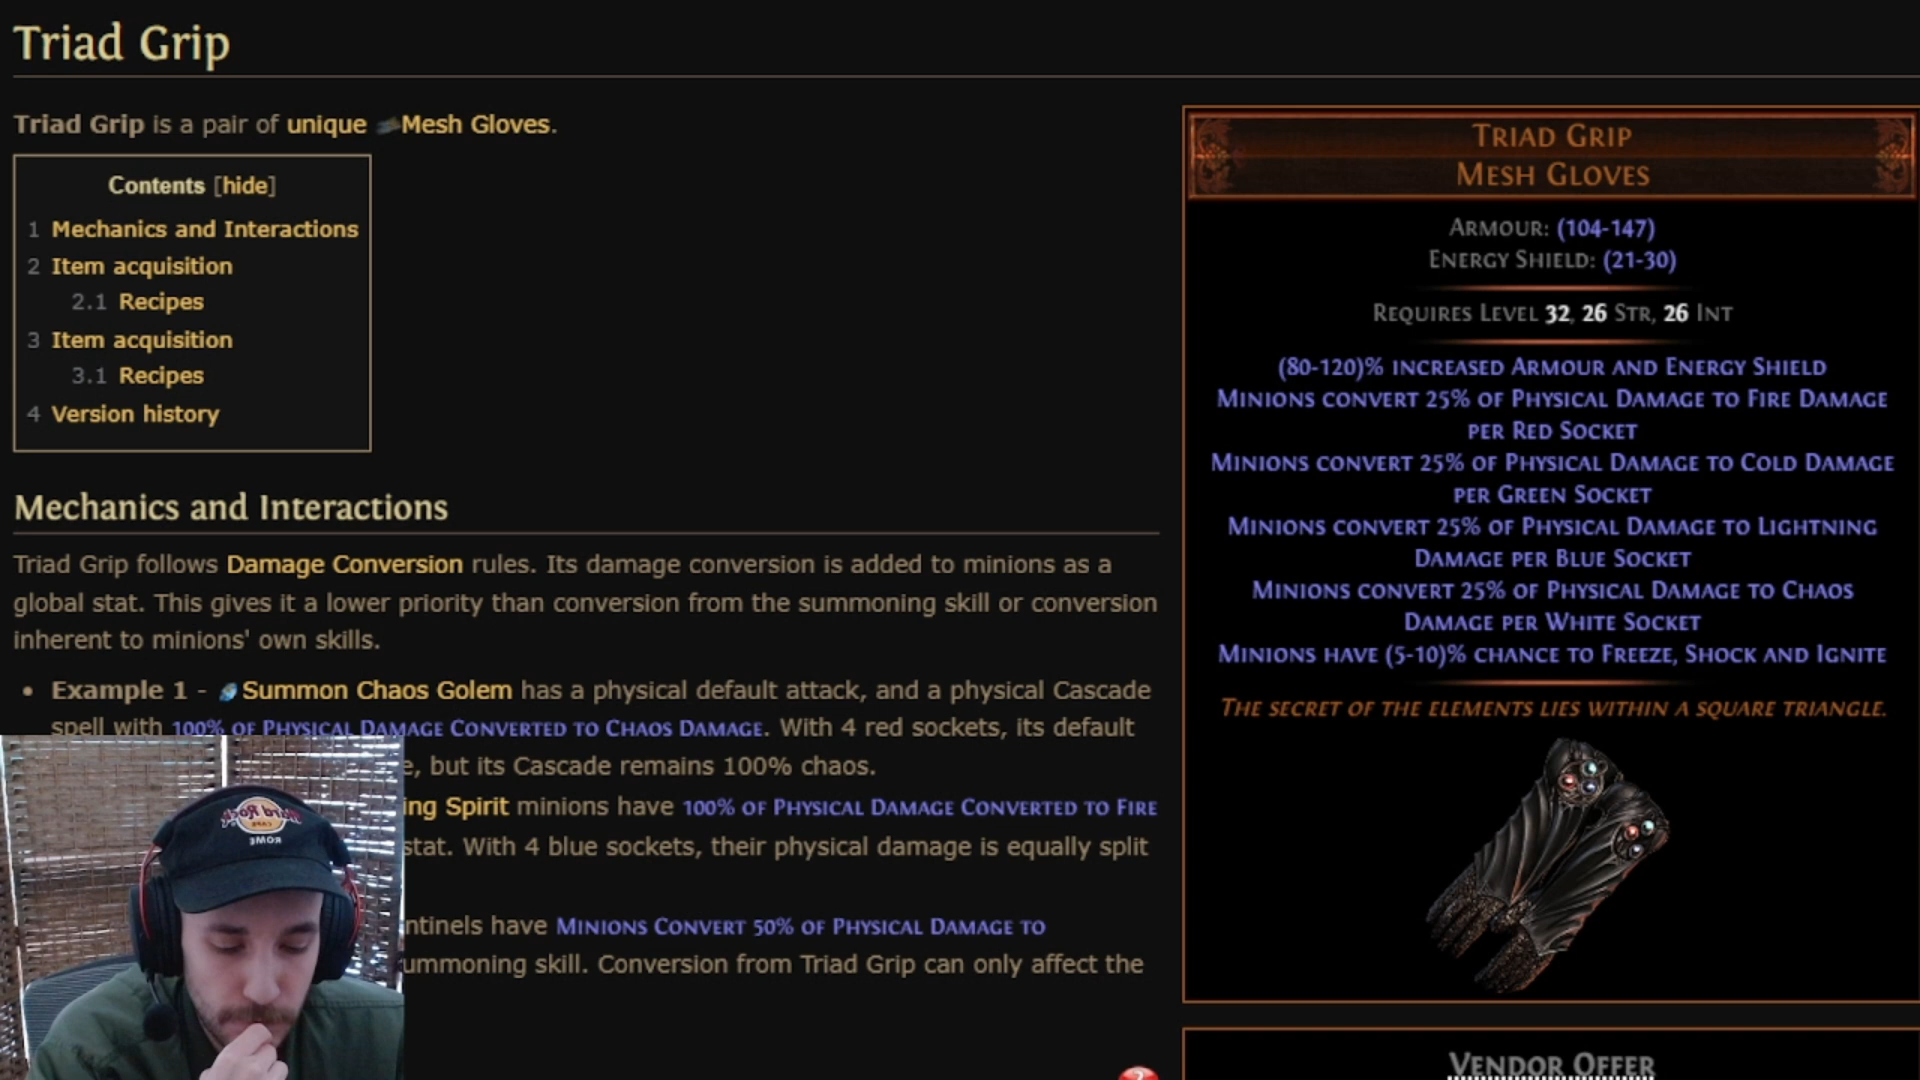 Triad Grip
Triad Grip is a pair of unique Mesh Gloves.
Contents [hide]
1 Mechanics and Interactions
2 Item acquisition
2.1 Recipes
3 Item acquisition
3.1 Recipes
4 Version history
Mechanics and Interactions
Triad Grip follows Damage Conversion rules. Its damage conversion is added to minions as a
global stat. This gives it a lower priority than conversion from the summoning skill or conversion
inherent to minions' own skills.
• Example 1 - Summon Chaos Golem has a physical default attack, and a physical Cascade
spell with 100% of Physical Damage Converted to Chaos Damage. With 4 red sockets, its default
e, but its Cascade remains 100% chaos.
ing Spirit minions have 100% of Physical Damage Converted to Fire
stat. With 4 blue sockets, their physical damage is equally split
ntinels have Minions Convert 50% of Physical Damage to
ummoning skill. Conversion from Triad Grip can only affect the
Hard Rock
CAFE
ROME
?
Triad Grip
Mesh Gloves
Armour: (104-147)
Energy Shield: (21-30)
Requires Level 32, 26 Str, 26 Int
(80-120)% increased Armour and Energy Shield
Minions convert 25% of Physical Damage to Fire Damage
per Red Socket
Minions convert 25% of Physical Damage to Cold Damage
per Green Socket
Minions convert 25% of Physical Damage to Lightning
Damage per Blue Socket
Minions convert 25% of Physical Damage to Chaos
Damage per White Socket
Minions have (5-10)% chance to Freeze, Shock and Ignite
The secret of the elements lies within a square triangle.
Vendor Offer